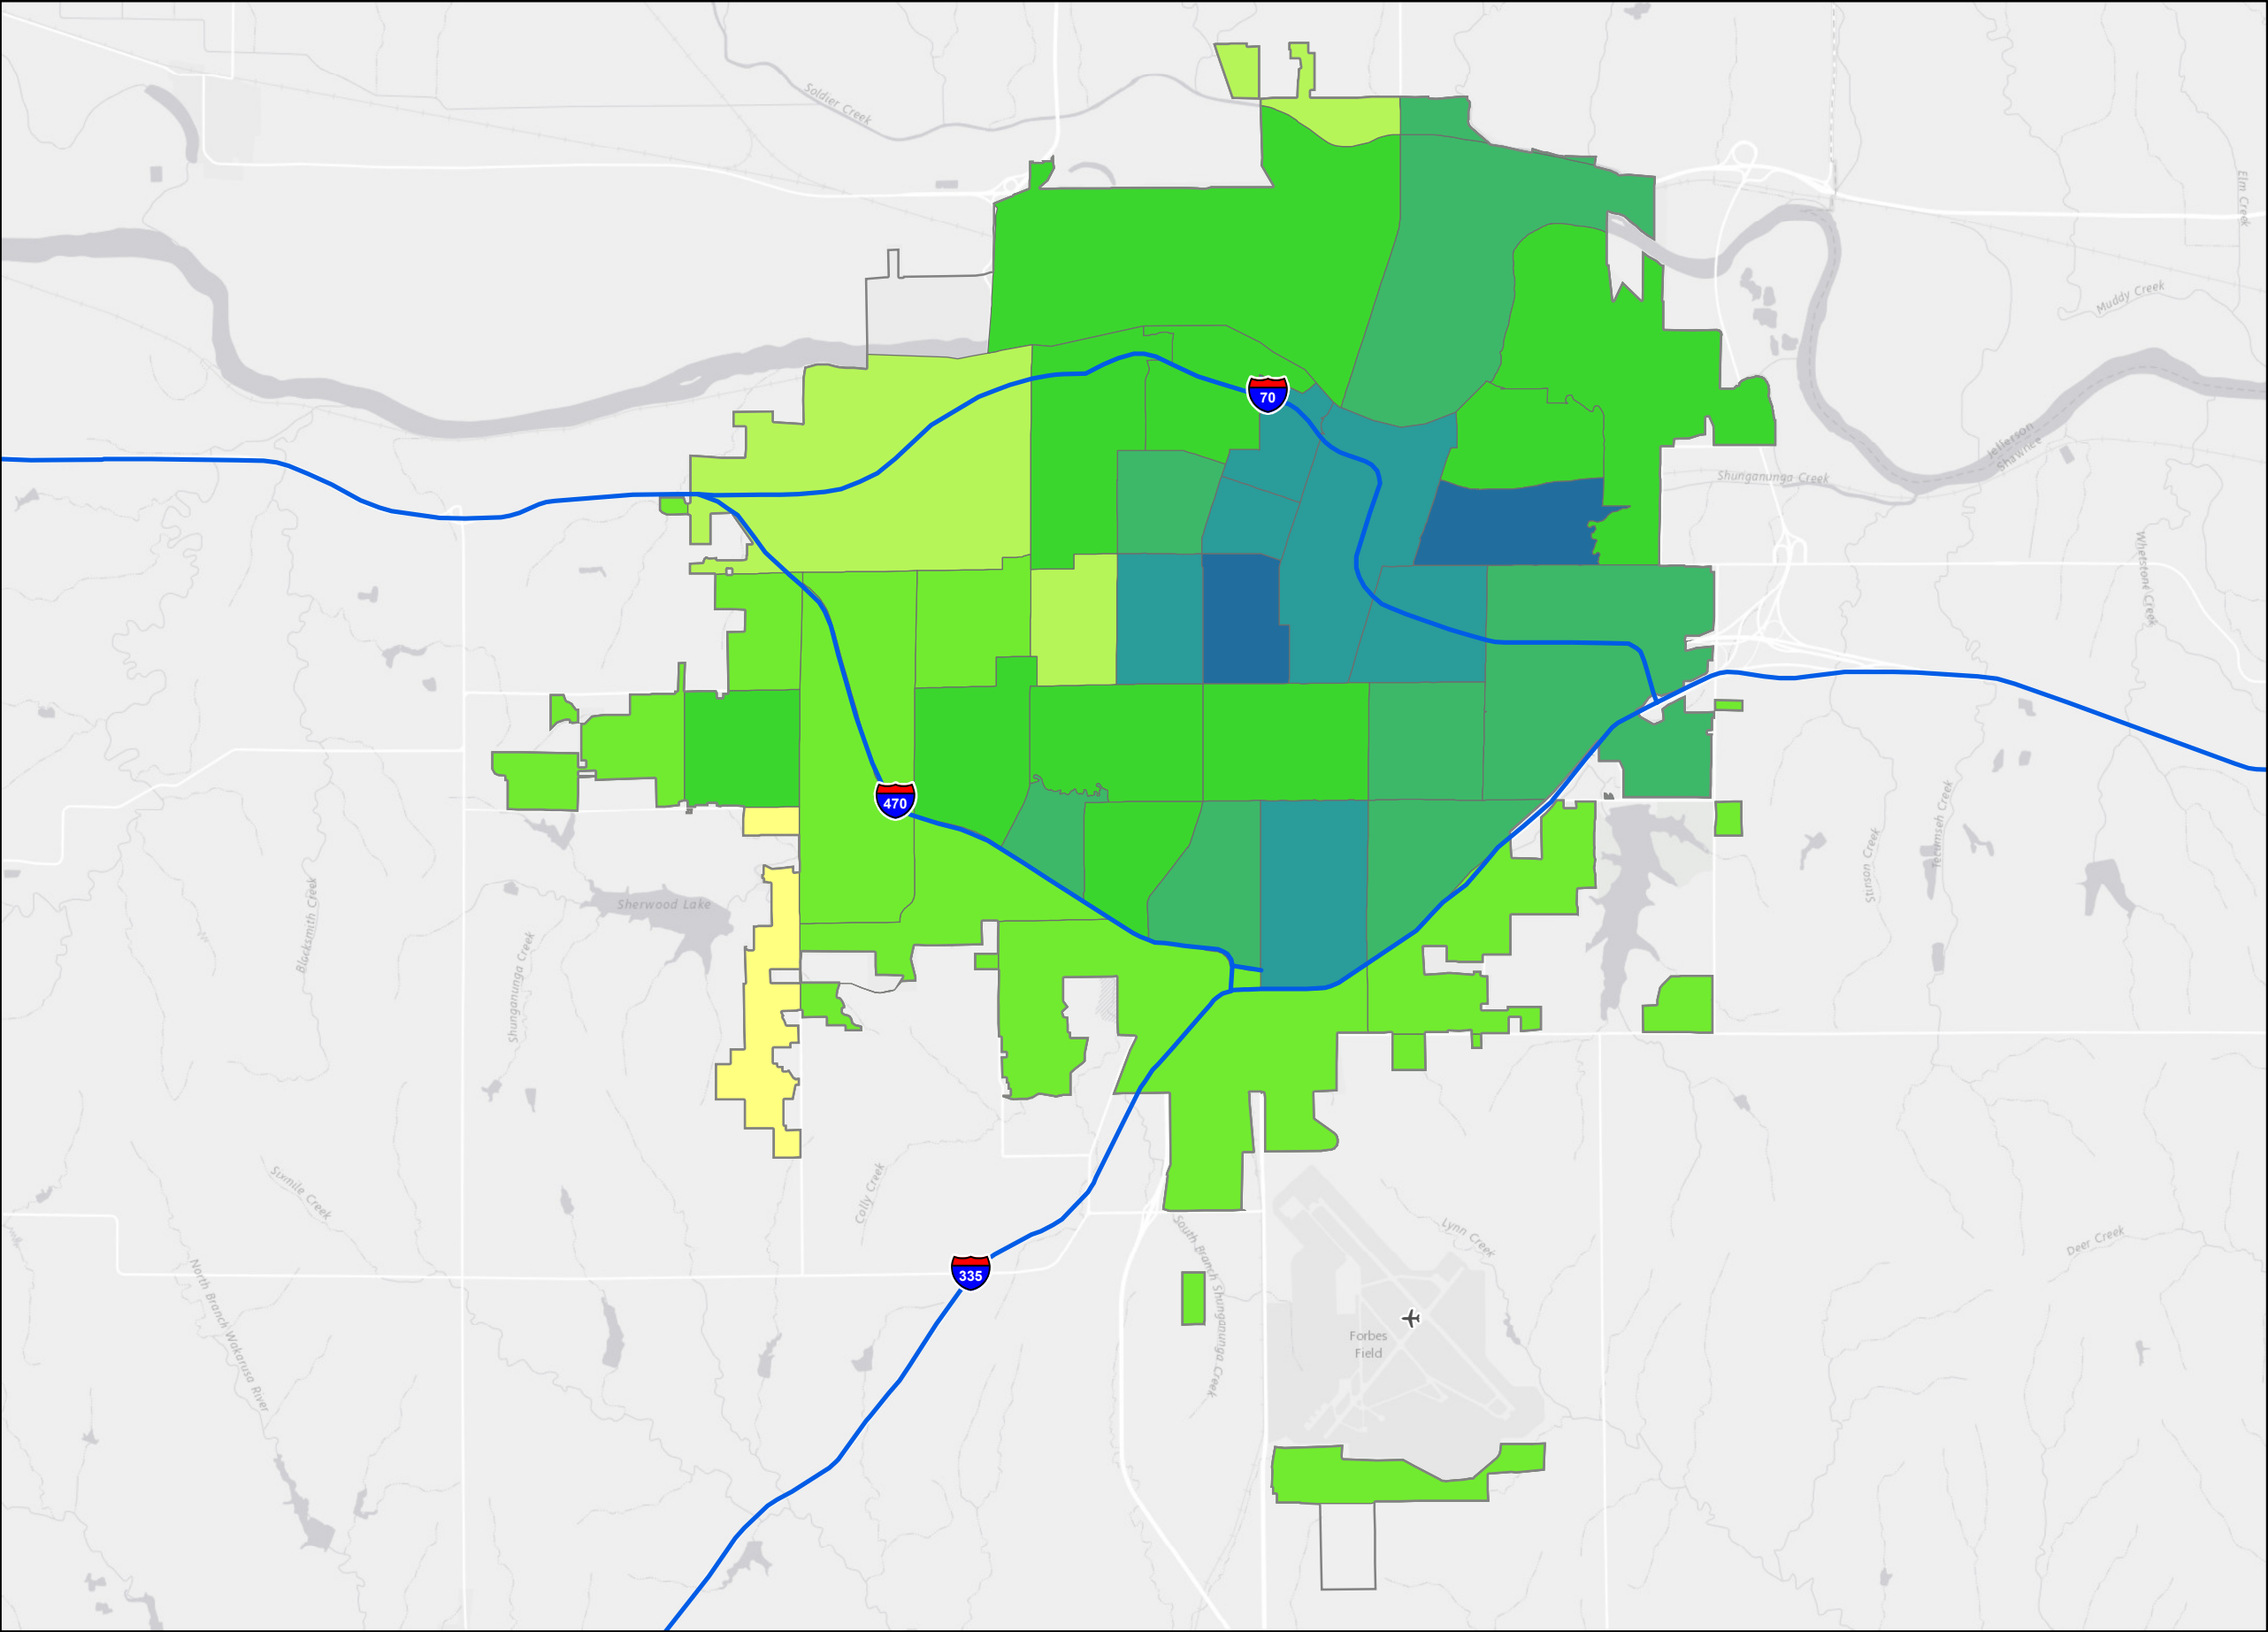 Soldier Creek
Elm Creek
Muddy Creek
70
Jefferson
Shawnee
Shunganunga Creek
Whetstone Creek
470
Tecumseh Creek
Stinson Creek
Sherwood Lake
Blacksmith Creek
Shunganunga Creek
Colly Creek
Sixmile Creek
South Branch Shunganunga Creek
Lynn Creek
Deer Creek
North Branch Wakarusa River
335
Forbes
Field